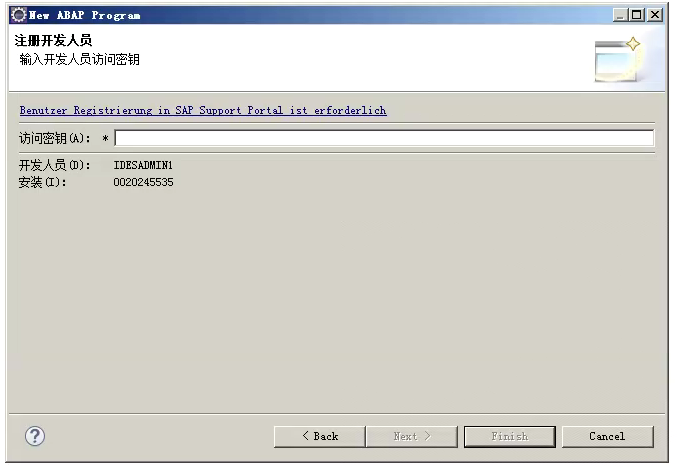 New ABAP Program
注册开发人员
输入开发人员访问密钥
Benutzer Registrierung in SAP Support Portal ist erforderlich
访问密钥(A): *
开发人员(D): IDESADMIN1
安装(I): 0020245535
? < Back Next > Finish Cancel